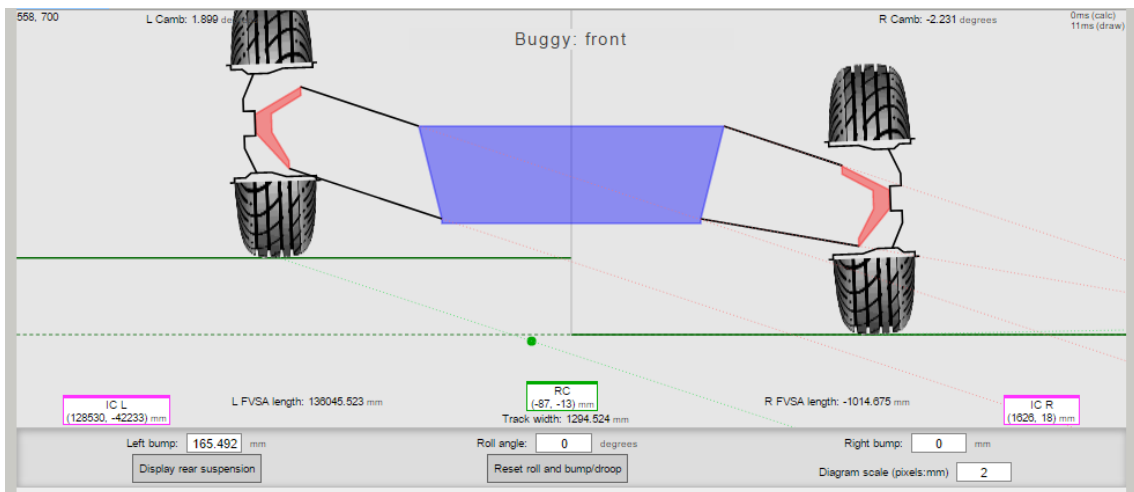 558, 700
L Camb: 1.899
R Camb: -2.231 degrees
0ms (calc)
11ms (draw)
Buggy: front
IC L
(128530, -42233) mm
L FVSA length: 136045.523 mm
RC
(-87, -13) mm
Track width: 1294.524 mm
R FVSA length: -1014.675 mm
IC R
(1626, 18) mm
Left bump: 165.492 mm
Roll angle: 0 degrees
Right bump: 0 mm
Display rear suspension
Reset roll and bump/droop
Diagram scale (pixels:mm) 2